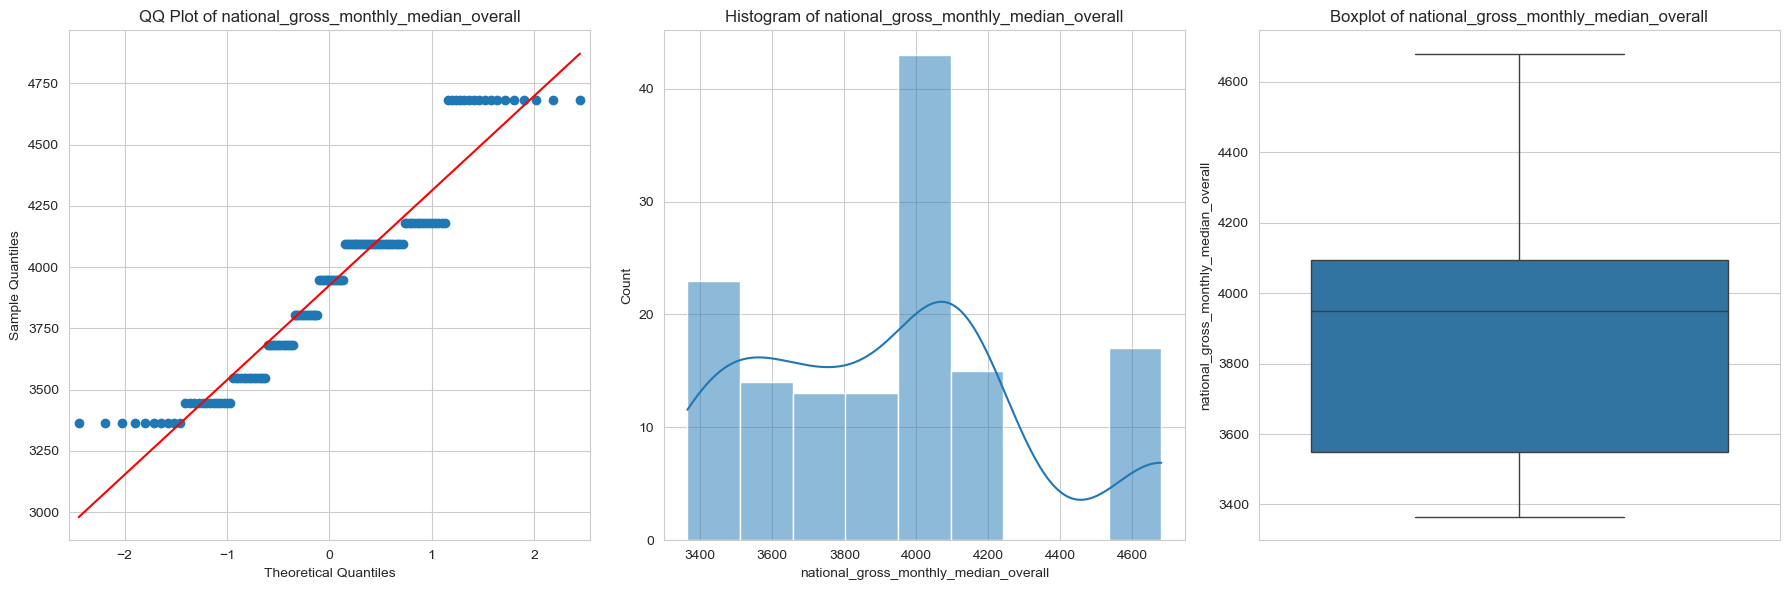 QQ Plot of national_gross_monthly_median_overall
Sample Quantiles
4750
4500
4250
4000
3750
3500
3250
3000
−2 −1 0 1 2
Theoretical Quantiles
Histogram of national_gross_monthly_median_overall
Count
40
30
20
10
0
3400 3600 3800 4000 4200 4400 4600
national_gross_monthly_median_overall
Boxplot of national_gross_monthly_median_overall
national_gross_monthly_median_overall
4600
4400
4200
4000
3800
3600
3400